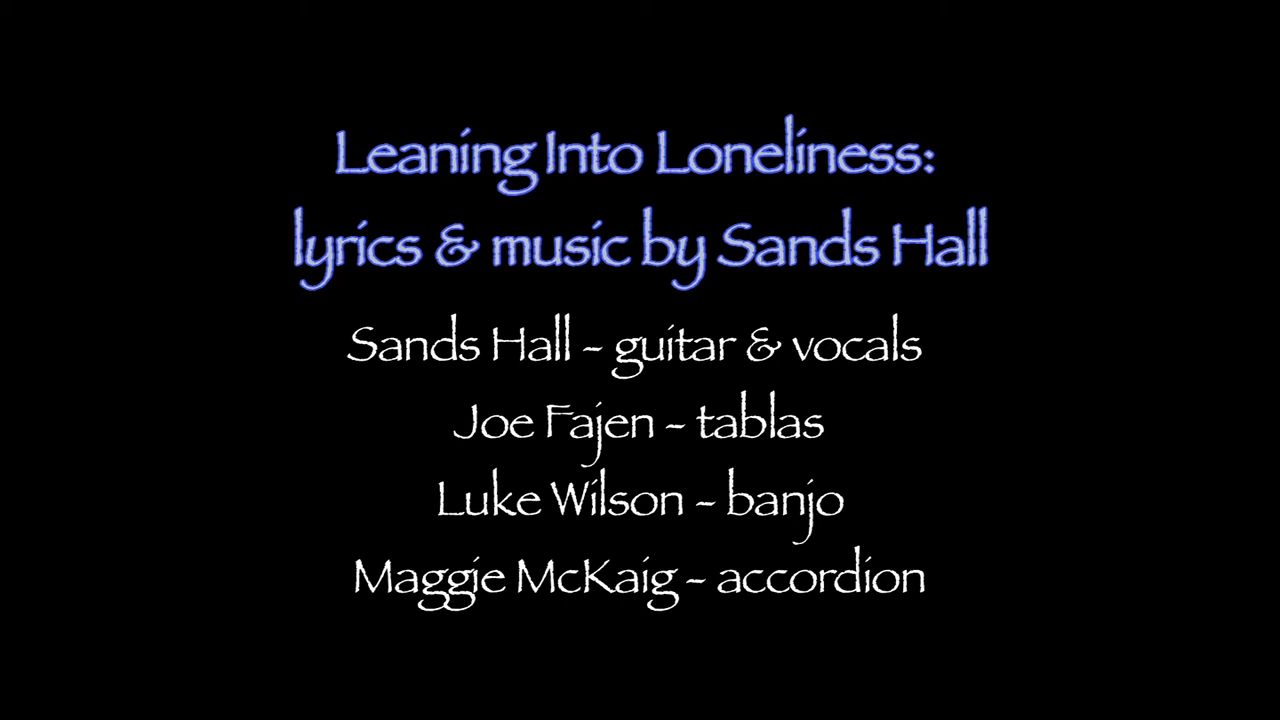 Leaning Into Loneliness:
lyrics & music by Sands Hall
Sands Hall - guitar & vocals
Joe Fajen - tablas
Luke Wilson - banjo
Maggie McKaig - accordion